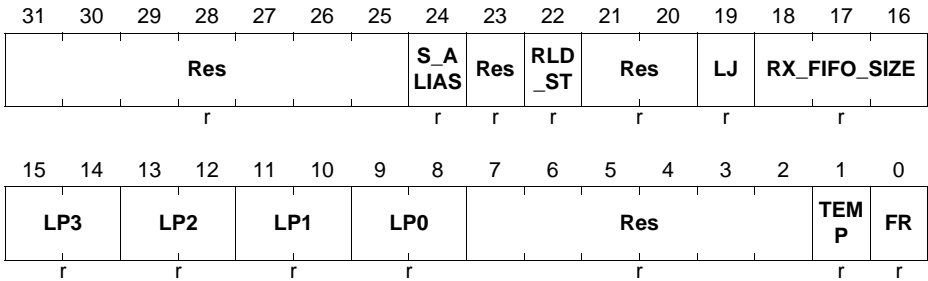 31 30 29 28 27 26 25 24 23 22 21 20 19 18 17 16
Res S_A LIAS Res RLD _ST Res LJ RX_FIFO_SIZE
r r r r r r r
15 14 13 12 11 10 9 8 7 6 5 4 3 2 1 0
LP3 LP2 LP1 LP0 Res TEM P FR
r r r r r r r